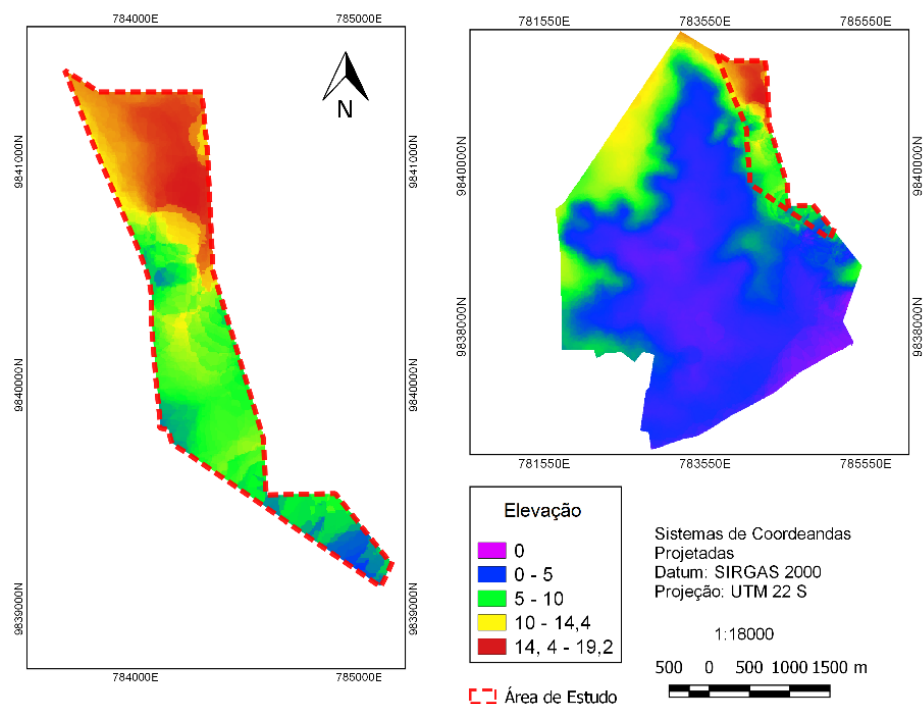 784000E
785000E
9841000N
9841000N
9840000N
9840000N
9839000N
9839000N
784000E
785000E
N
781550E
783550E
785550E
9840000N
9840000N
9838000N
9838000N
781550E
783550E
785550E
Elevação
0
0 - 5
5 - 10
10 - 14,4
14, 4 - 19,2
Área de Estudo
Sistemas de Coordeandas
Projetadas
Datum: SIRGAS 2000
Projeção: UTM 22 S
1:18000
500 0 500 1000 1500 m